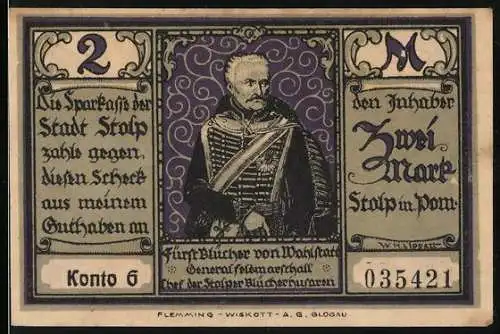 2
M
Die Sparkasse der
Stadt Stolp
zahle gegen
diesen Scheck
aus meinem
Guthaben an
Konto 6
Fürst Blücher von Wahlstatt
Generalfeldmarschall
Chef der Stolper Blücherhusaren
den Inhaber
Zwei
Mark
Stolp in Pom.
035421
FLEMMING - WISKOTT - A. G. GLOGAU